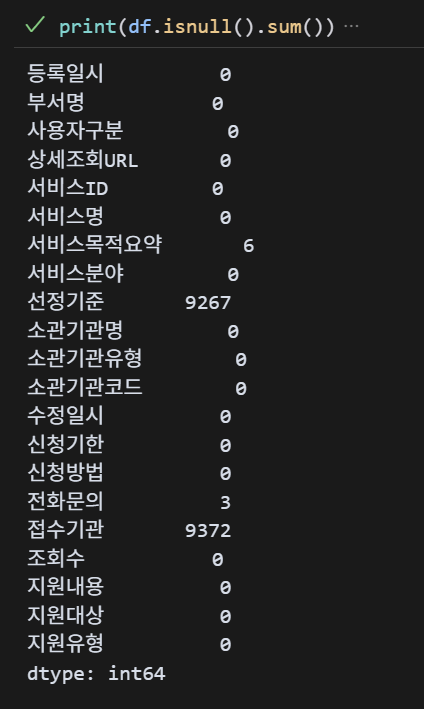 print(df.isnull().sum()) ...
등록일시 0
부서명 0
사용자구분 0
상세조회URL 0
서비스ID 0
서비스명 0
서비스목적요약 6
서비스분야 0
선정기준 9267
소관기관명 0
소관기관유형 0
소관기관코드 0
수정일시 0
신청기한 0
신청방법 0
전화문의 3
접수기관 9372
조회수 0
지원내용 0
지원대상 0
지원유형 0
dtype: int64